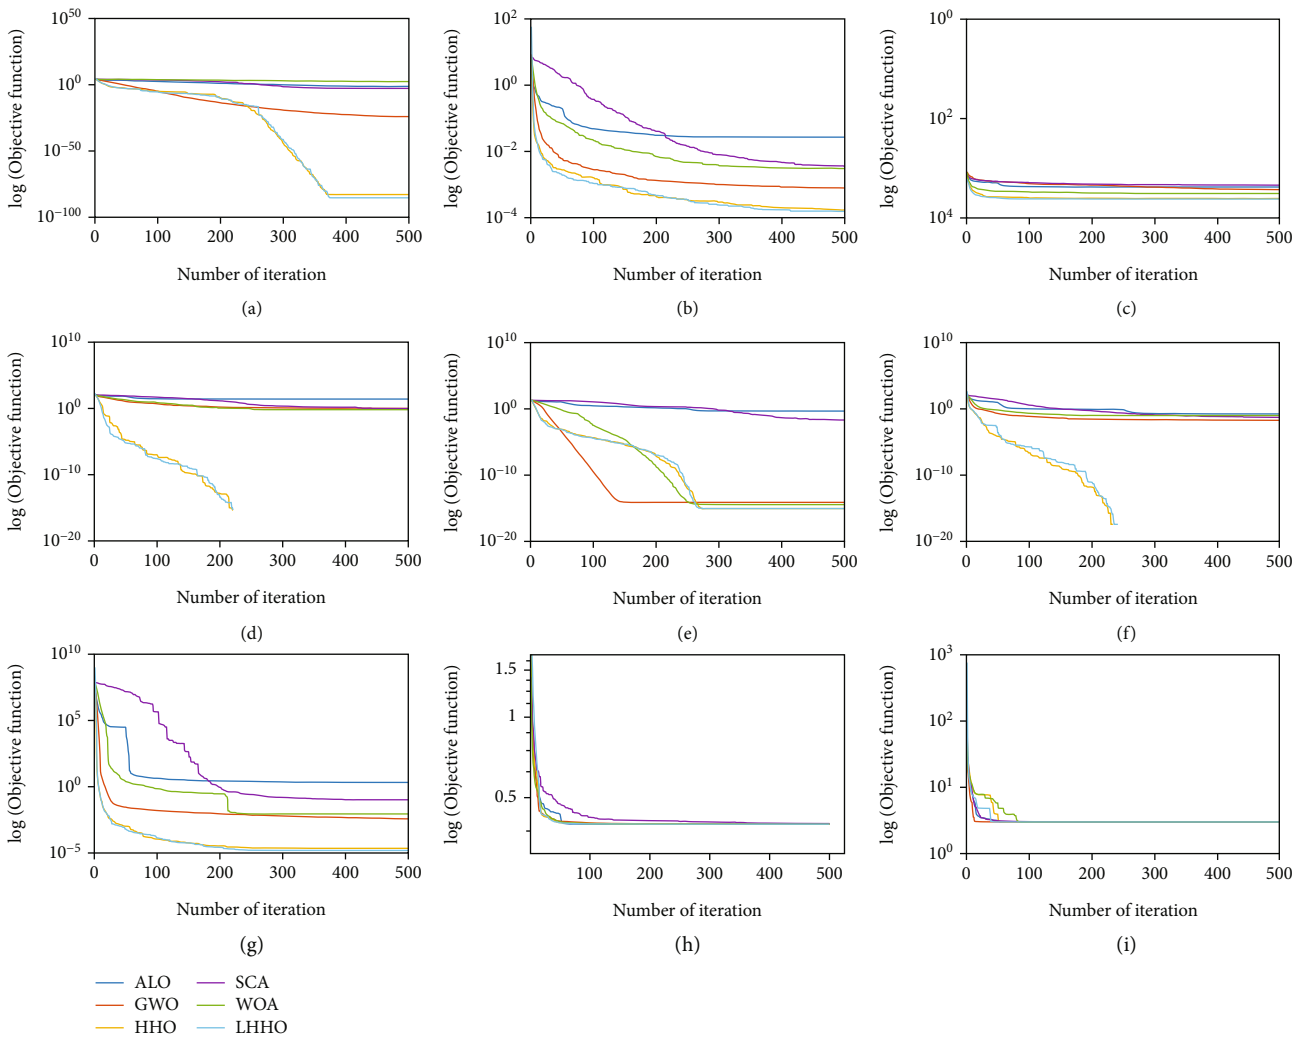 log (Objective function)
10^50
10^0
10^-50
10^-100
0 100 200 300 400 500
Number of iteration
(a)
log (Objective function)
10^2
10^0
10^-2
10^-4
0 100 200 300 400 500
Number of iteration
(b)
log (Objective function)
10^0
10^2
10^4
0 100 200 300 400 500
Number of iteration
(c)
log (Objective function)
10^10
10^0
10^-10
10^-20
0 100 200 300 400 500
Number of iteration
(d)
log (Objective function)
10^10
10^0
10^-10
10^-20
0 100 200 300 400 500
Number of iteration
(e)
log (Objective function)
10^10
10^0
10^-10
10^-20
0 100 200 300 400 500
Number of iteration
(f)
log (Objective function)
10^10
10^5
10^0
10^-5
0 100 200 300 400 500
Number of iteration
(g)
log (Objective function)
1.5
1
0.5
100 200 300 400 500
Number of iteration
(h)
log (Objective function)
10^3
10^2
10^1
10^0
0 100 200 300 400 500
Number of iteration
(i)
ALO SCA
GWO WOA
HHO LHHO